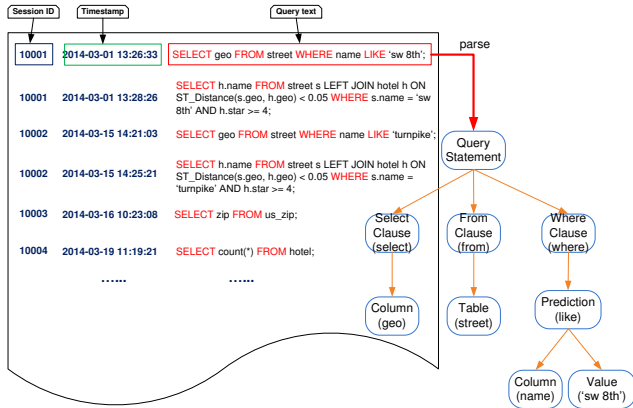 Session ID
Timestamp
Query text
10001 2014-03-01 13:26:33 SELECT geo FROM street WHERE name LIKE ‘sw 8th’;
parse
10001 2014-03-01 13:28:26 SELECT h.name FROM street s LEFT JOIN hotel h ON
ST_Distance(s.geo, h.geo) < 0.05 WHERE s.name = ‘sw
8th’ AND h.star >= 4;
10002 2014-03-15 14:21:03 SELECT geo FROM street WHERE name LIKE ‘turnpike’;
10002 2014-03-15 14:25:21 SELECT h.name FROM street s LEFT JOIN hotel h ON
ST_Distance(s.geo, h.geo) < 0.05 WHERE s.name =
‘turnpike’ AND h.star >= 4;
10003 2014-03-16 10:23:08 SELECT zip FROM us_zip;
10004 2014-03-19 11:19:21 SELECT count(*) FROM hotel;
...... ......
Query
Statement
Select
Clause
(select)
From
Clause
(from)
Where
Clause
(where)
Column
(geo)
Table
(street)
Prediction
(like)
Column
(name)
Value
(‘sw 8th’)